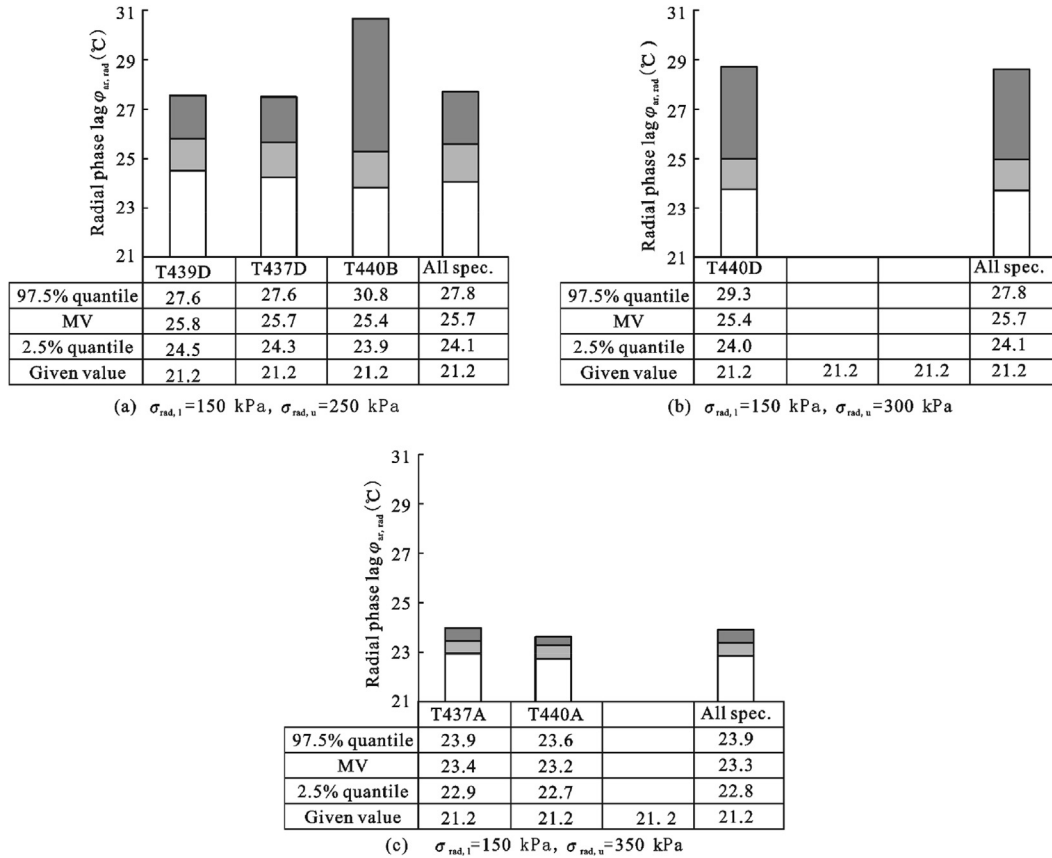 Radial phase lag φar, rad (℃)
31
29
27
25
23
21
T439D T437D T440B All spec.
97.5% quantile 27.6 27.6 30.8 27.8
MV 25.8 25.7 25.4 25.7
2.5% quantile 24.5 24.3 23.9 24.1
Given value 21.2 21.2 21.2 21.2
(a) σrad, l=150 kPa, σrad, u=250 kPa
Radial phase lag φar, rad (℃)
31
29
27
25
23
21
T440D All spec.
97.5% quantile 29.3 27.8
MV 25.4 25.7
2.5% quantile 24.0 24.1
Given value 21.2 21.2 21.2 21.2
(b) σrad, l=150 kPa, σrad, u=300 kPa
Radial phase lag φar, rad (℃)
31
29
27
25
23
21
T437A T440A All spec.
97.5% quantile 23.9 23.6 23.9
MV 23.4 23.2 23.3
2.5% quantile 22.9 22.7 22.8
Given value 21.2 21.2 21.2 21.2
(c) σrad, l=150 kPa, σrad, u=350 kPa